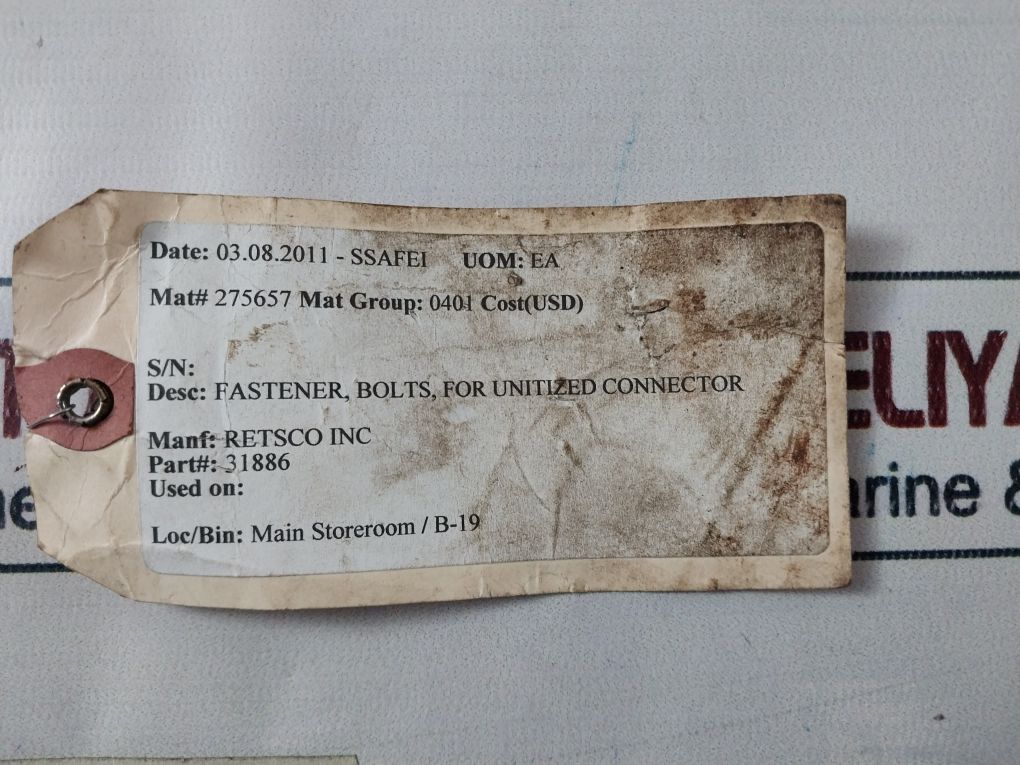 Date: 03.08.2011 - SSAFEI UOM: EA
Mat# 275657 Mat Group: 0401 Cost(USD)
S/N:
Desc: FASTENER, BOLTS, FOR UNITIZED CONNECTOR
Manf: RETSCO INC
Part#: 31886
Used on:
Loc/Bin: Main Storeroom / B-19
ELIYA
arine &